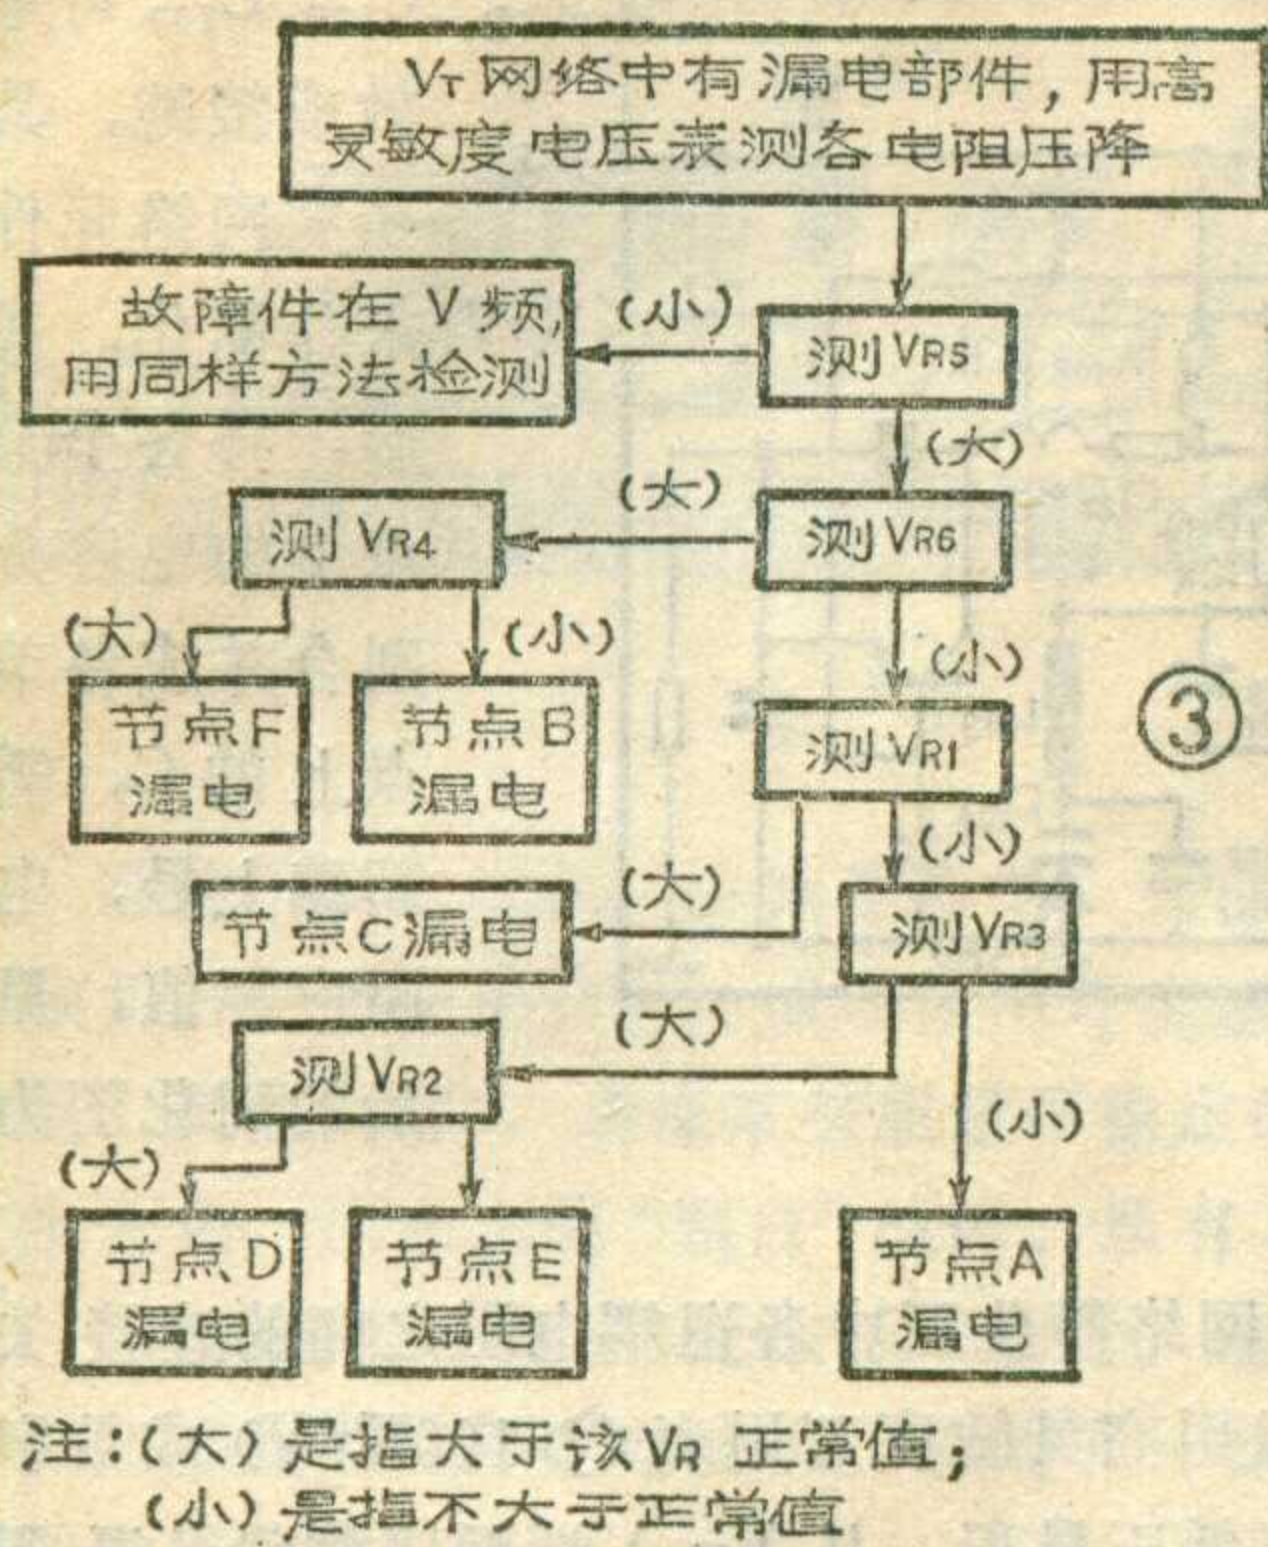 VT网络中有漏电部件，用高
灵敏度电压表测各电阻压降
故障件在V频，
用同样方法检测
（小）
测VR5
（大）
测VR4
（大）
测VR6
（大）
（小）
（小）
节点F
漏电
节点B
漏电
测VR1
③
（小）
（大）
节点C漏电
测VR3
（大）
测VR2
（小）
（大）
节点D
漏电
节点E
漏电
节点A
漏电
注：（大）是指大于该VR 正常值；
（小）是指不大于正常值